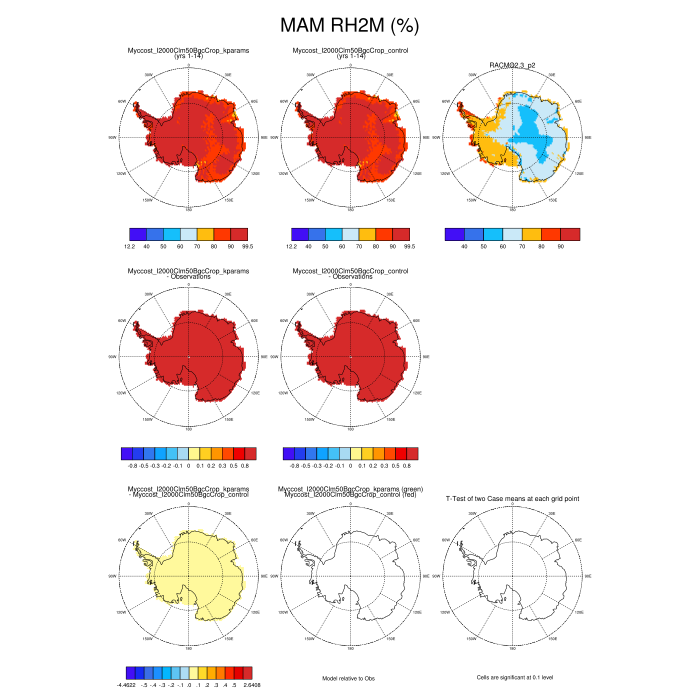 MAM RH2M (%)
Myccost_I2000Clm50BgcCrop_kparams
(yrs 1-14)
Myccost_I2000Clm50BgcCrop_control
(yrs 1-14)
RACMO2.3_p2
0 30E 60E 90E 120E 150E 180 150W 120W 90W 60W 30W
0 30E 60E 90E 120E 150E 180 150W 120W 90W 60W 30W
0 30E 60E 90E 120E 150E 180 150W 120W 90W 60W 30W
12.2 40 50 60 70 80 90 99.5
12.2 40 50 60 70 80 90 99.5
40 50 60 70 80 90
Myccost_I2000Clm50BgcCrop_kparams
- Observations
Myccost_I2000Clm50BgcCrop_control
- Observations
0 30E 60E 90E 120E 150E 180 150W 120W 90W 60W 30W
0 30E 60E 90E 120E 150E 180 150W 120W 90W 60W 30W
-0.8 -0.5 -0.3 -0.2 -0.1 0 0.1 0.2 0.3 0.5 0.8
-0.8 -0.5 -0.3 -0.2 -0.1 0 0.1 0.2 0.3 0.5 0.8
Myccost_I2000Clm50BgcCrop_kparams
- Myccost_I2000Clm50BgcCrop_control
Myccost_I2000Clm50BgcCrop_kparams (green)
Myccost_I2000Clm50BgcCrop_control (red)
T-Test of two Case means at each grid point
0 30E 60E 90E 120E 150E 180 150W 120W 90W 60W 30W
0 30E 60E 90E 120E 150E 180 150W 120W 90W 60W 30W
0 30E 60E 90E 120E 150E 180 150W 120W 90W 60W 30W
-4.4622 -.5 -.4 -.3 -.2 -.1 .0 .1 .2 .3 .4 .5 2.6408
Model relative to Obs
Cells are significant at 0.1 level